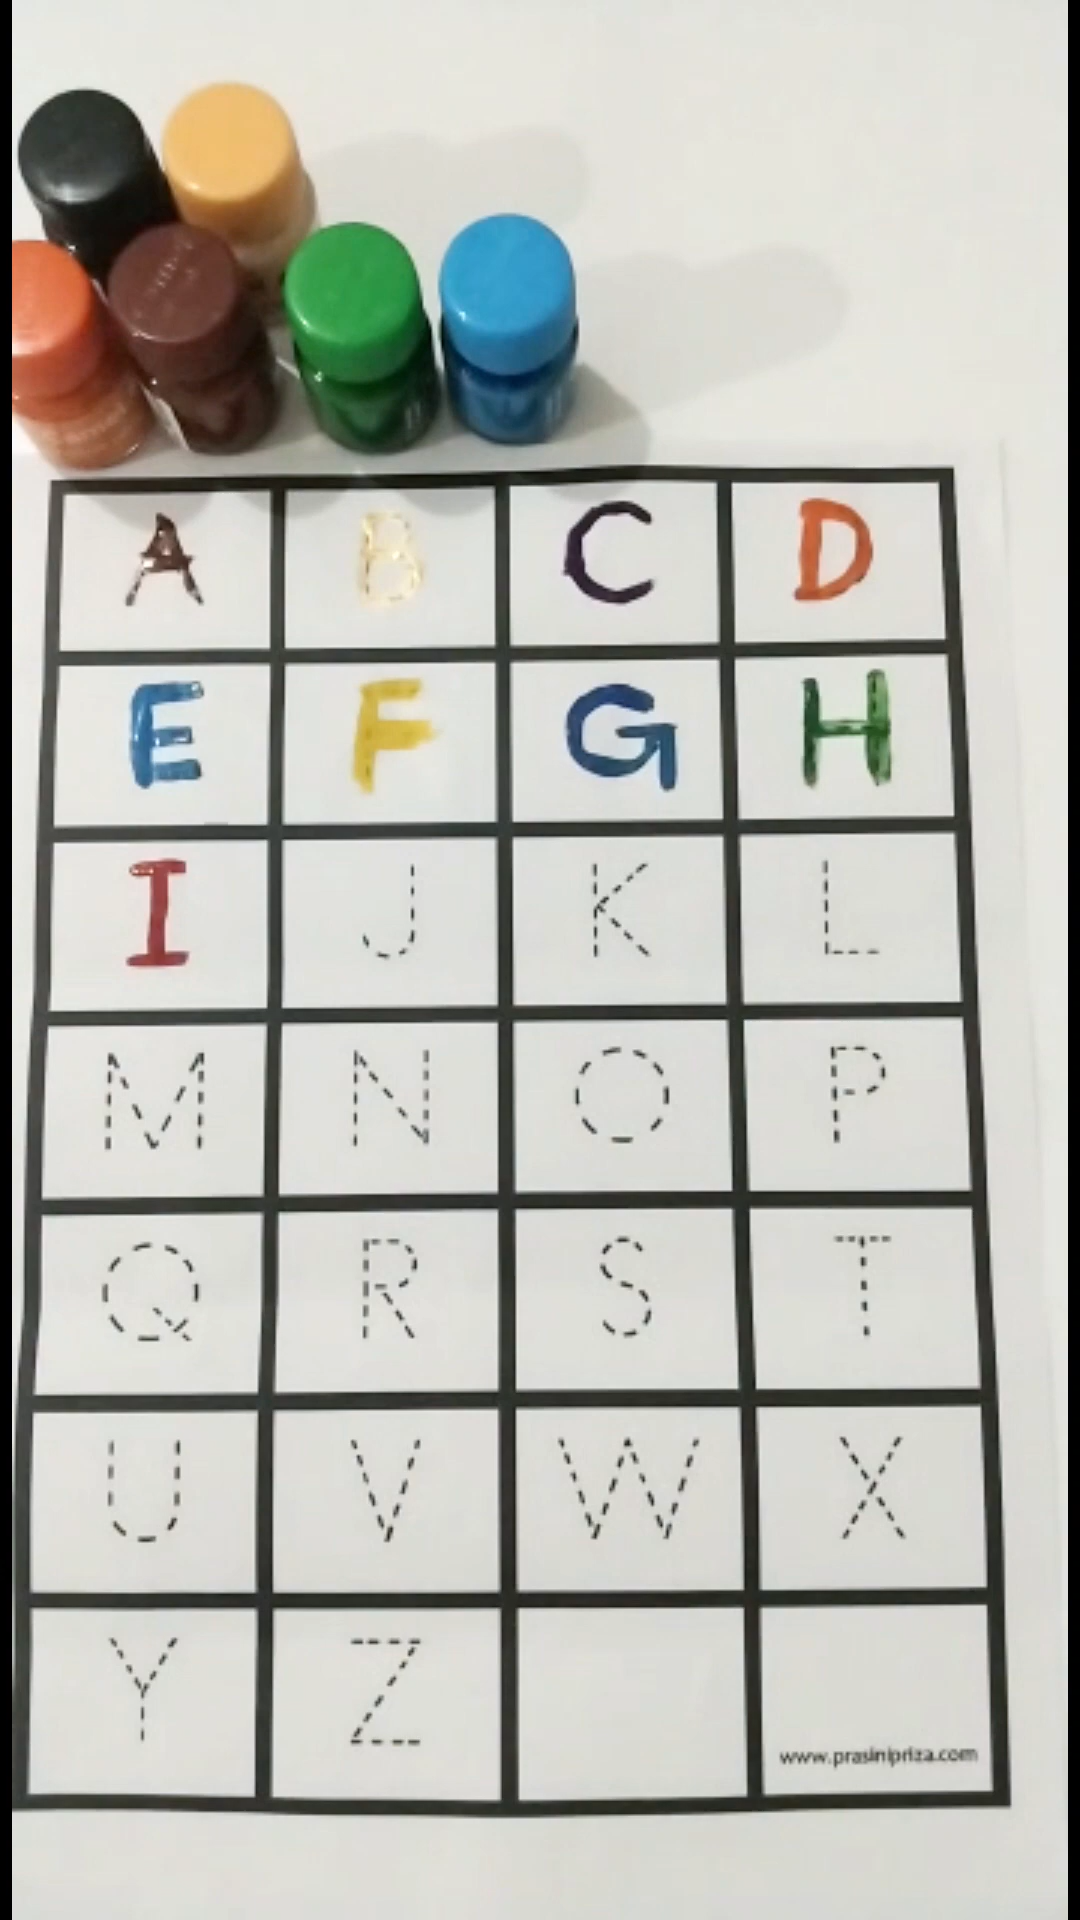 A B C D
E F G H
I J K L
M N O P
Q R S T
U V W X
Y Z
www.prasinipriza.com